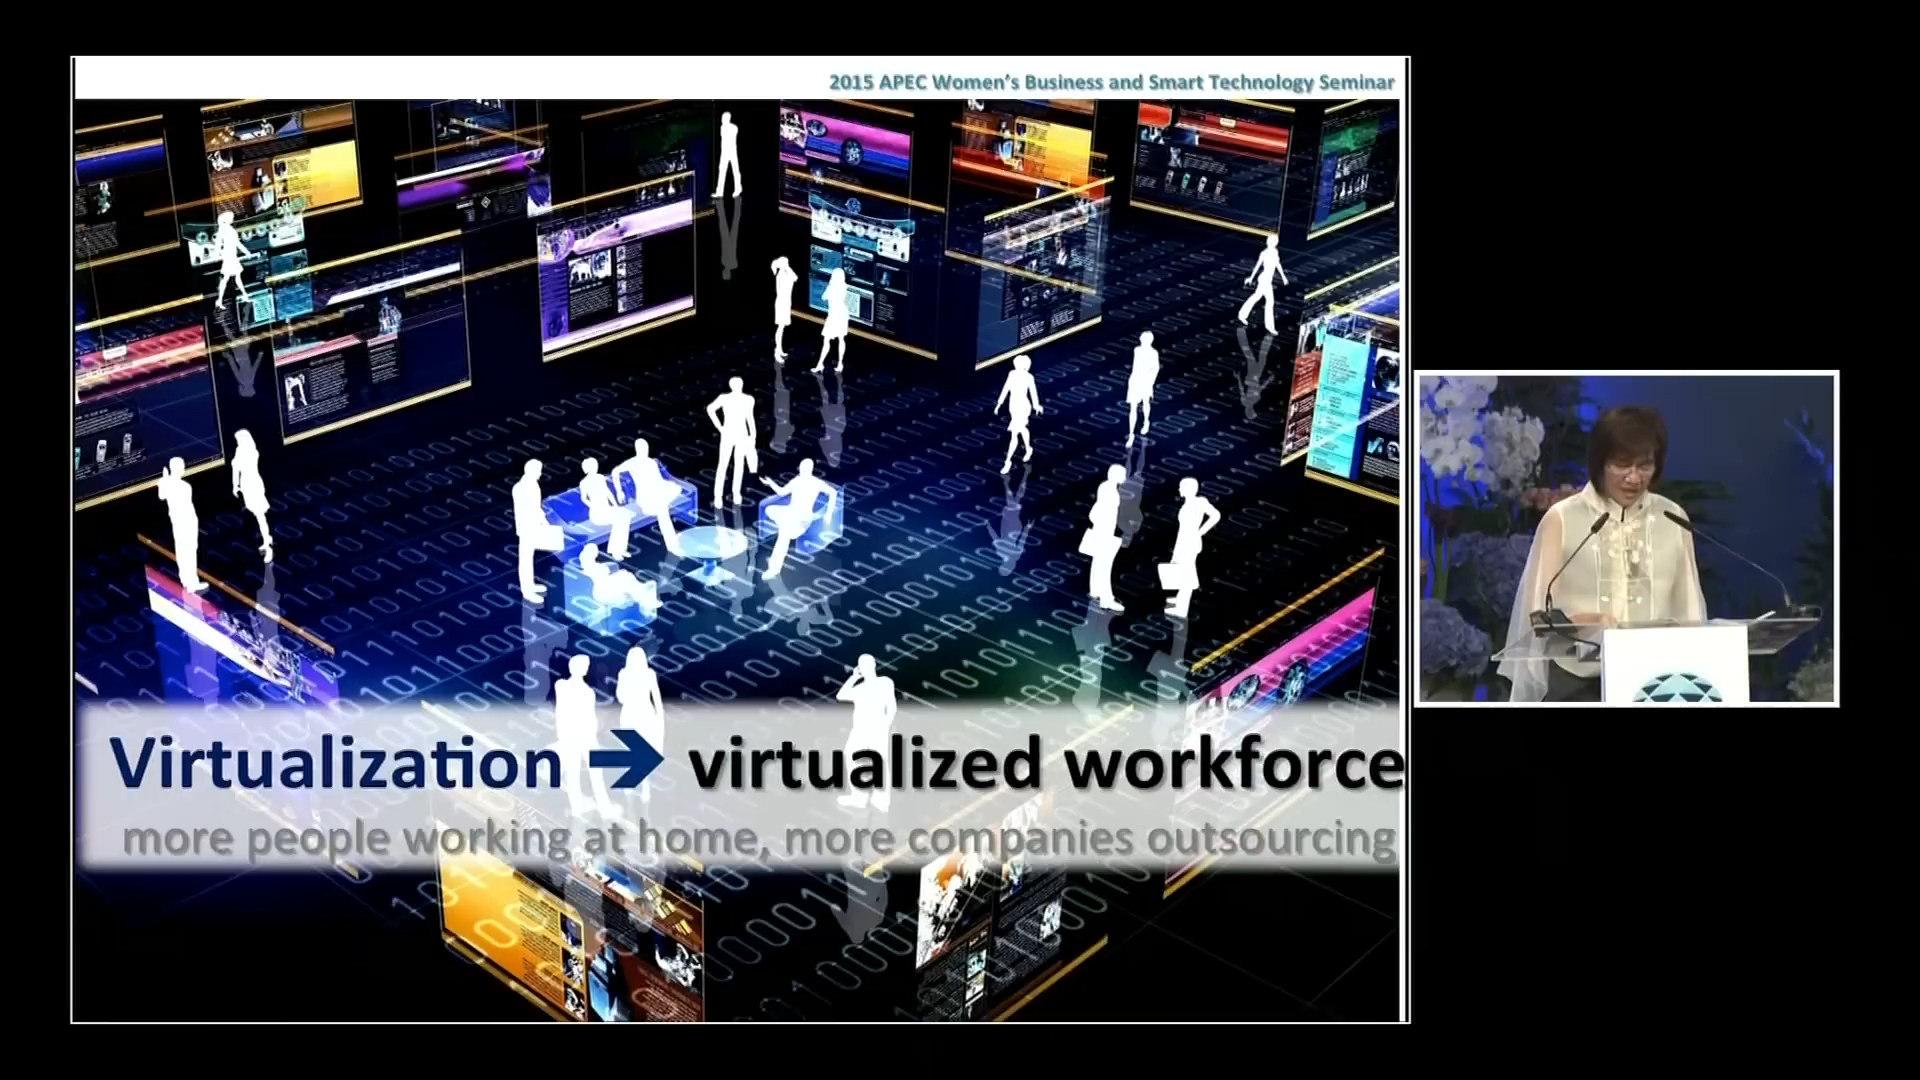 2015 APEC Women's Business and Smart Technology Seminar
Virtualization → virtualized workforce
more people working at home, more companies outsourcing